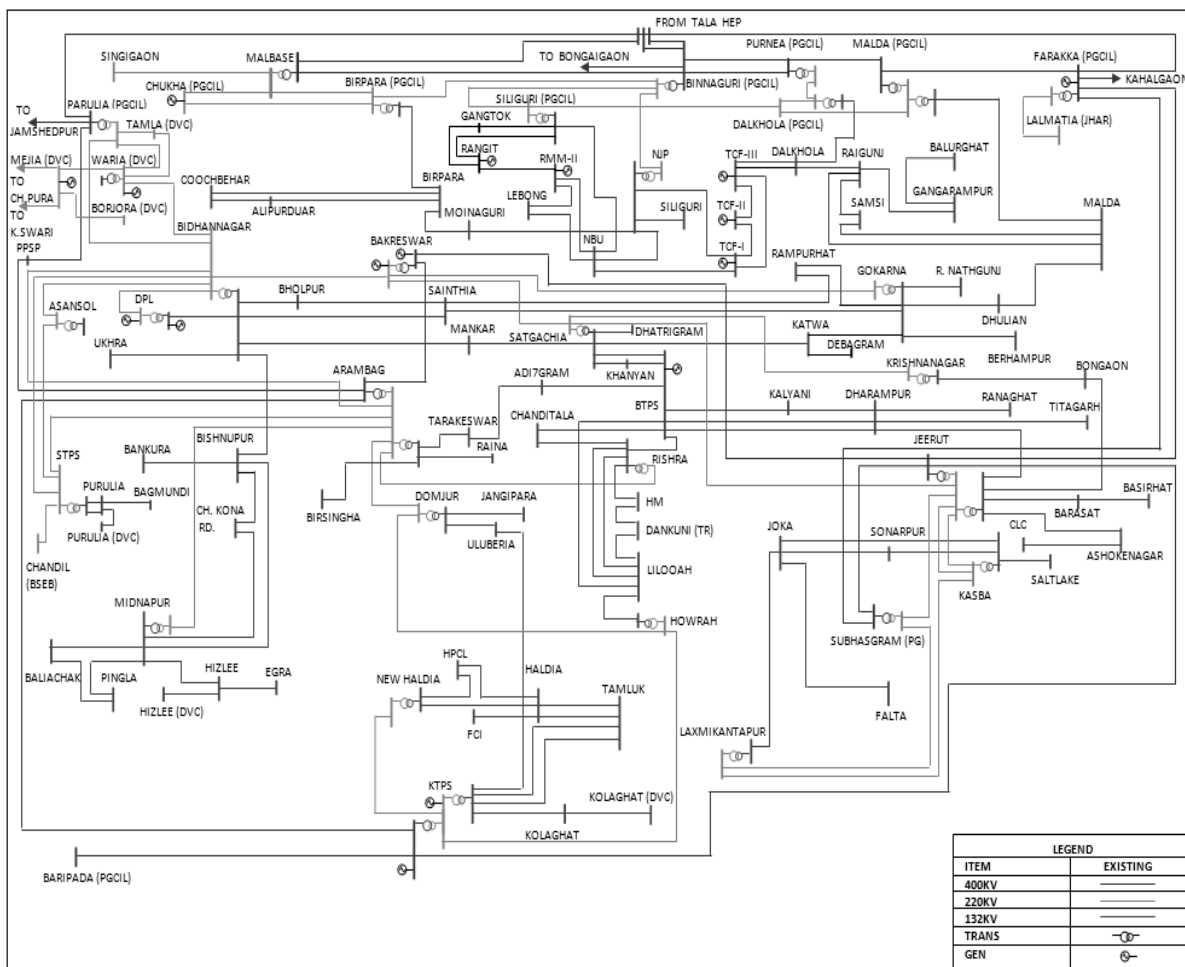 FROM TALA HEP
SINGIGAON
MALBASE
TO BONGAIGAON
PURNEA (PGCIL)
MALDA (PGCIL)
FARAKKA (PGCIL)
KAHALGAON
CHUKHA (PGCIL)
BIRPARA (PGCIL)
BINNAGURI (PGCIL)
TO
JAMSHEDPUR
PARULIA (PGCIL)
TAMLA (DVC)
SILIGURI (PGCIL)
GANGTOK
DALKHOLA (PGCIL)
LALMATIA (JHAR)
MEJIA (DVC)
WARIA (DVC)
RANGIT
RMM-II
NJP
TCF-III
DALKHOLA
RAIGUNJ
BALURGHAT
TO
CH.PURA
TO
K.SWARI
BORJORA (DVC)
COOCHBEHAR
BIRPARA
LEBONG
SILIGURI
TCF-II
SAMSI
GANGARAMPUR
MALDA
ALIPURDUAR
MOINAGURI
NBU
TCF-I
PPSP
BIDHANNAGAR
BAKRESWAR
RAMPURHAT
GOKARNA
R. NATHGUNJ
ASANSOL
DPL
BHOLPUR
SAINTHIA
DHULIAN
UKHRA
MANKAR
SATGACHIA
DHATRIGRAM
KATWA
DEBAGRAM
BERHAMPUR
ARAMBAG
KHANYAN
KRISHNANAGAR
BONGAON
ADI7GRAM
BTPS
KALYANI
DHARAMPUR
RANAGHAT
TITAGARH
BISHNUPUR
TARAKESWAR
CHANDITALA
STPS
BANKURA
RAINA
RISHRA
JEERUT
PURULIA
BAGMUNDI
BIRSINGHA
DOMJUR
JANGIPARA
HM
BASIRHAT
PURULIA (DVC)
CH. KONA
RD.
ULUBERIA
DANKUNI (TR)
JOKA
SONARPUR
CLC
BARASAT
ASHOKENAGAR
CHANDIL
(BSEB)
LILOOAH
SALTLAKE
KASBA
MIDNAPUR
HOWRAH
SUBHASGRAM (PG)
BALIACHAK
PINGLA
HIZLEE
EGRA
HIZLEE (DVC)
HPCL
NEW HALDIA
HALDIA
TAMLUK
FCI
FALTA
LAXMIKANTAPUR
KTPS
KOLAGHAT (DVC)
KOLAGHAT
BARIPADA (PGCIL)
LEGEND
ITEM EXISTING
400KV
220KV
132KV
TRANS
GEN